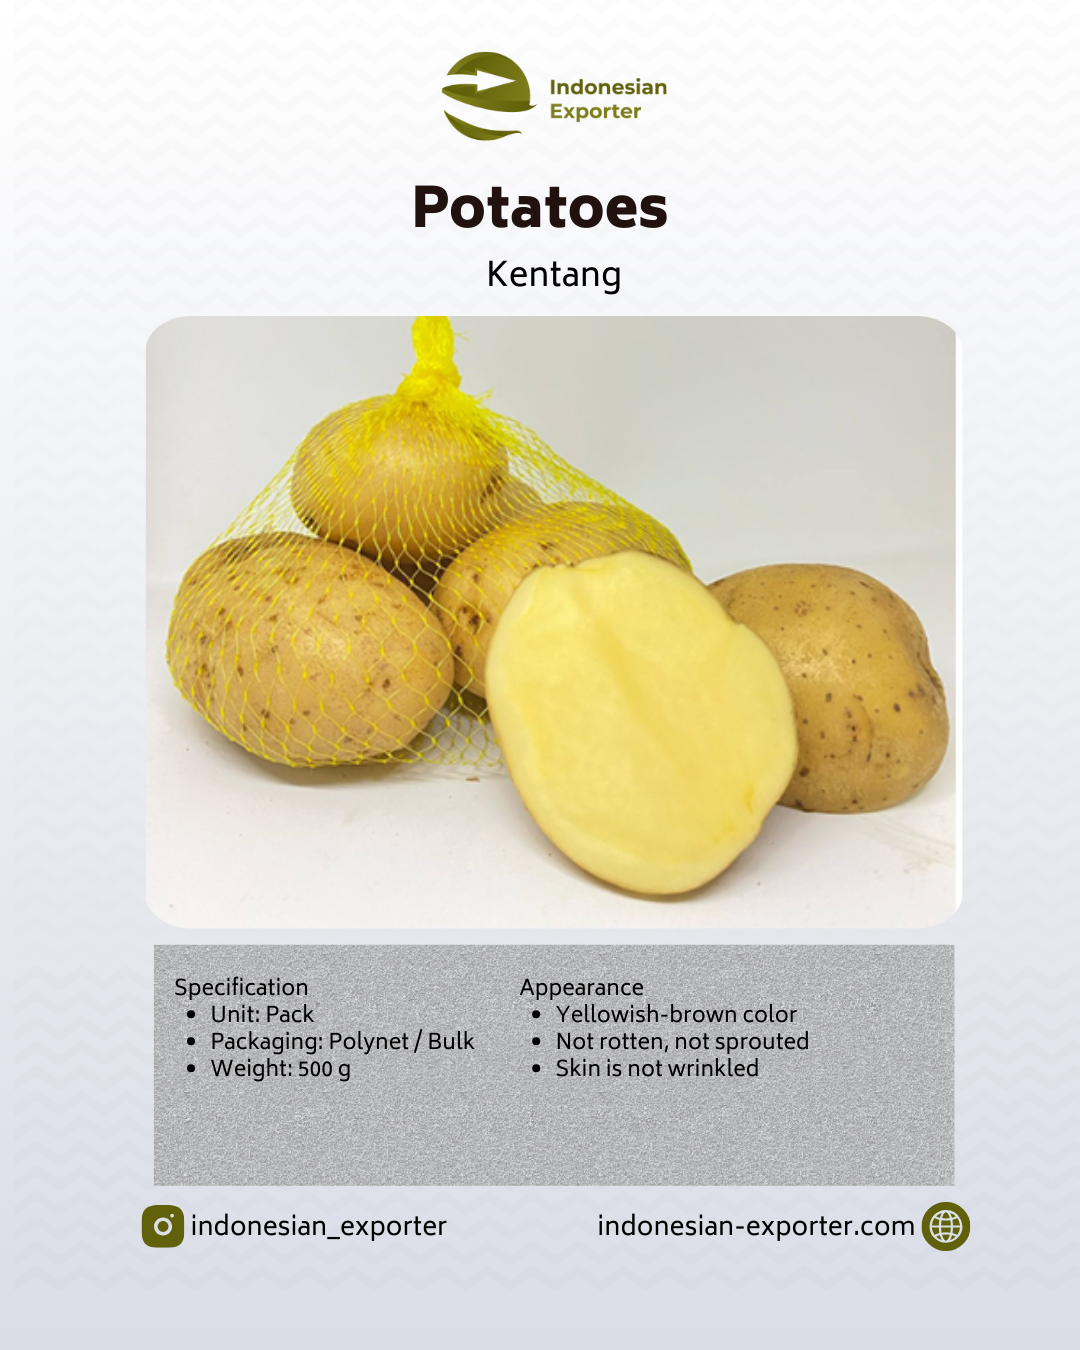 Indonesian
Exporter
Potatoes
Kentang
Specification
• Unit: Pack
• Packaging: Polynet / Bulk
• Weight: 500 g
Appearance
• Yellowish-brown color
• Not rotten, not sprouted
• Skin is not wrinkled
indonesian_exporter
indonesian-exporter.com